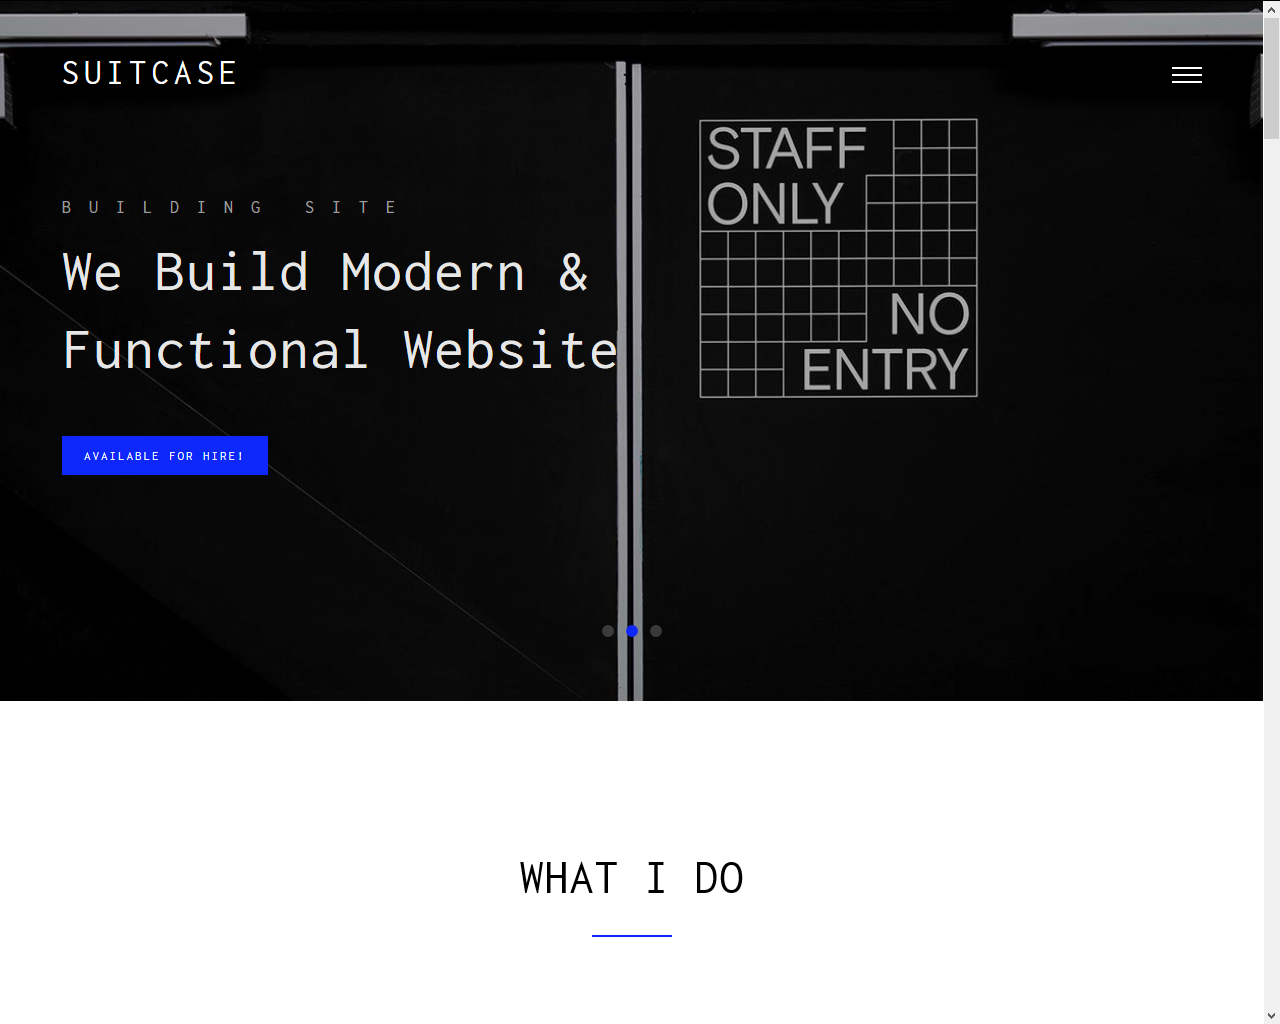 SUITCASE
STAFF
ONLY
NO
ENTRY
BUILDING SITE
We Build Modern &
Functional Website
AVAILABLE FOR HIRE!
WHAT I DO